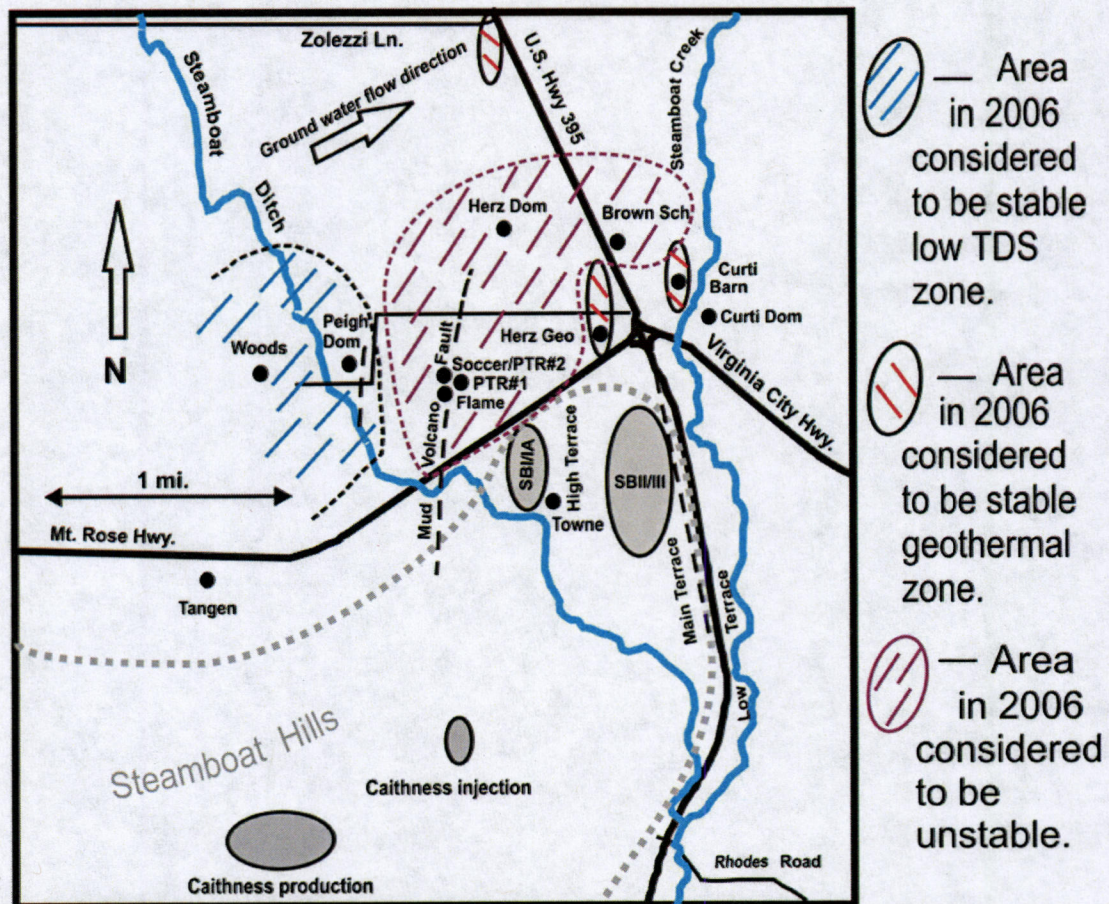 Zolezzi Ln.
Ground water flow direction
U.S. Hwy 395
Steamboat Creek
Steamboat
Ditch
N
Herz Dom
Brown Sch
Curti
Barn
Curti Dom
Virginia City Hwy.
Woods
Peigh
Dom
Herz Geo
Mud Volcano Fault
Soccer/PTR#2
PTR#1
Flame
SBI/IA
High Terrace
SBII/III
Towne
1 mi.
Mt. Rose Hwy.
Tangen
Main Terrace
Low Terrace
Steamboat Hills
Caithness injection
Caithness production
Rhodes Road
— Area
in 2006
considered
to be stable
low TDS
zone.
— Area
in 2006
considered
to be stable
geothermal
zone.
— Area
in 2006
considered
to be
unstable.